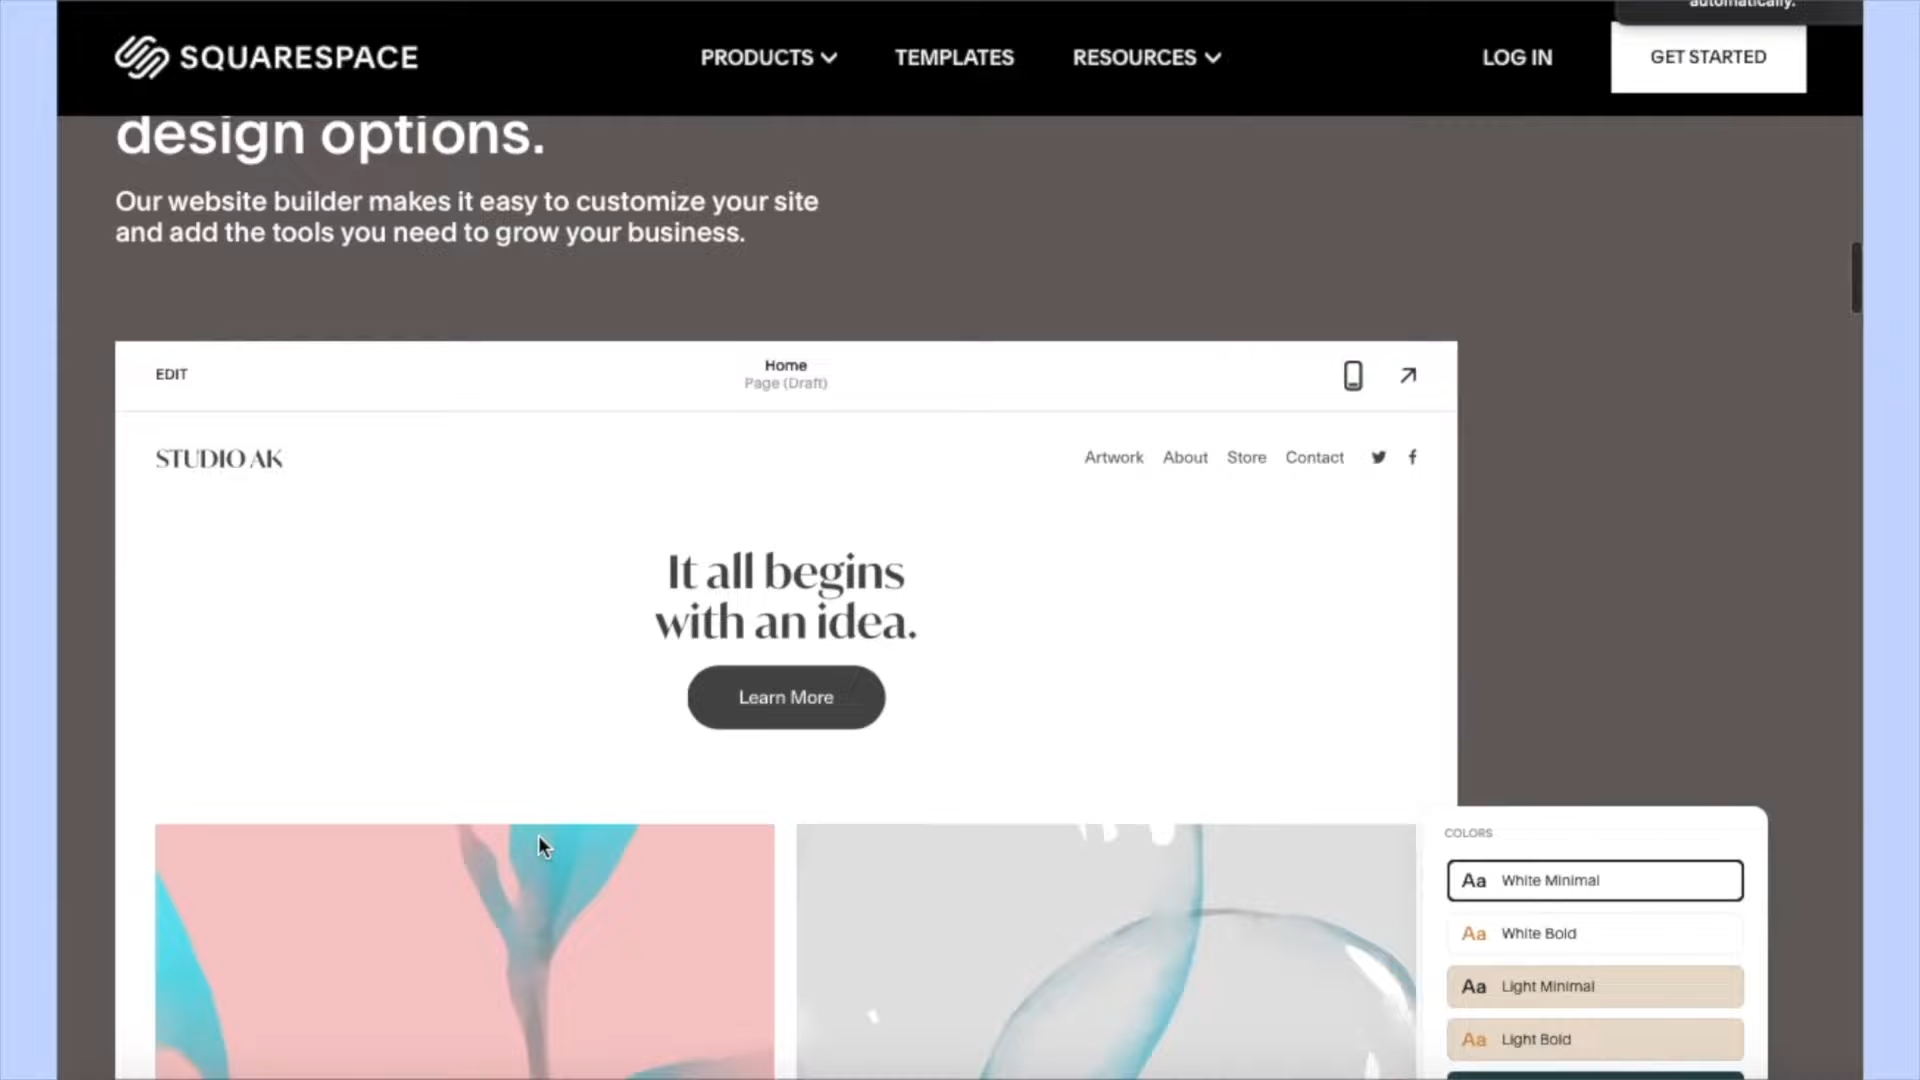 automatically.
SQUARESPACE
PRODUCTS
TEMPLATES
RESOURCES
LOG IN
GET STARTED
design options.
Our website builder makes it easy to customize your site
and add the tools you need to grow your business.
EDIT
Home
Page (Draft)
STUDIO AK
Artwork
About
Store
Contact
It all begins
with an idea.
Learn More
COLORS
Aa White Minimal
Aa White Bold
Aa Light Minimal
Aa Light Bold